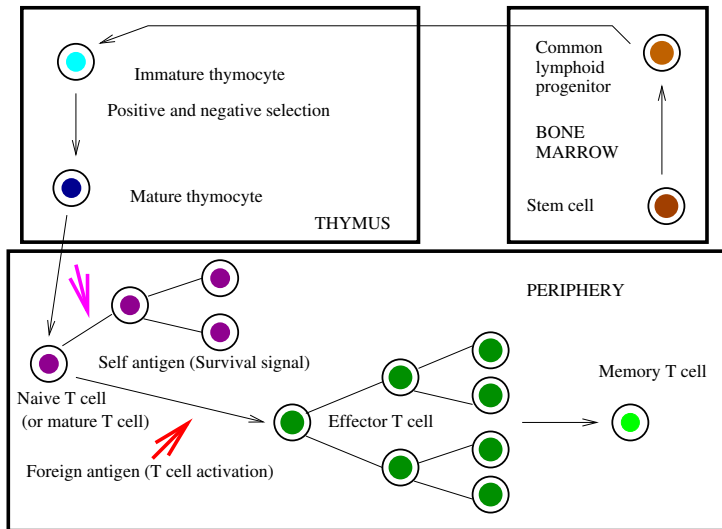 Immature thymocyte
Positive and negative selection
Mature thymocyte
THYMUS
Common
lymphoid
progenitor
BONE
MARROW
Stem cell
PERIPHERY
Self antigen (Survival signal)
Naive T cell
(or mature T cell)
Effector T cell
Memory T cell
Foreign antigen (T cell activation)